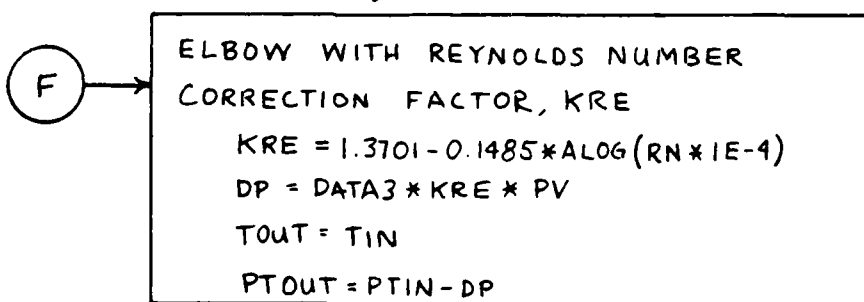 F
ELBOW WITH REYNOLDS NUMBER
CORRECTION FACTOR, KRE
KRE = 1.3701-0.1485*ALOG(RN*1E-4)
DP = DATA3 * KRE * PV
TOUT = TIN
PTOUT = PTIN-DP